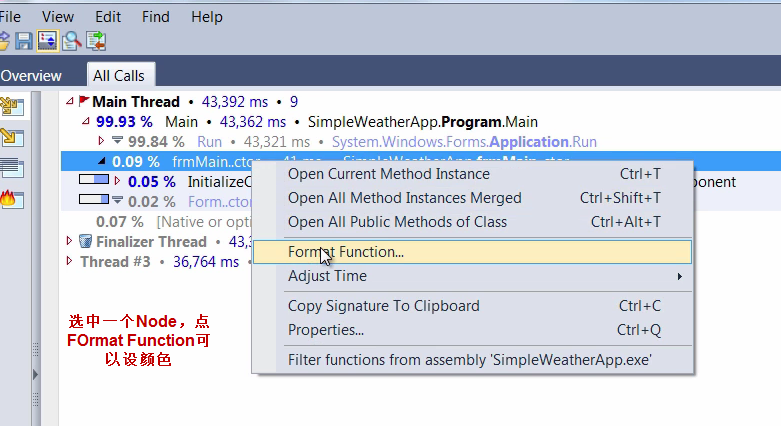 File View Edit Find Help
Overview All Calls
Main Thread • 43,392 ms • 9
99.93 % Main • 43,362 ms • SimpleWeatherApp.Program.Main
99.84 % Run • 43,321 ms • System.Windows.Forms.Application.Run
0.09 % frmMain..ctor • 41 ms • SimpleWeatherApp.frmMain..ctor
Open Current Method Instance Ctrl+T
0.05 %
Open All Method Instances Merged Ctrl+Shift+T
0.02 % Form..ctor
Open All Public Methods of Class Ctrl+Alt+T
0.07 % [Native or opti
Finalizer Thread •
Format Function...
Thread #3 • 36,764 ms •
Adjust Time
Copy Signature To Clipboard Ctrl+C
Properties... Ctrl+Q
Filter functions from assembly 'SimpleWeatherApp.exe'
选中一个Node，点
FOrmat Function可
以设颜色